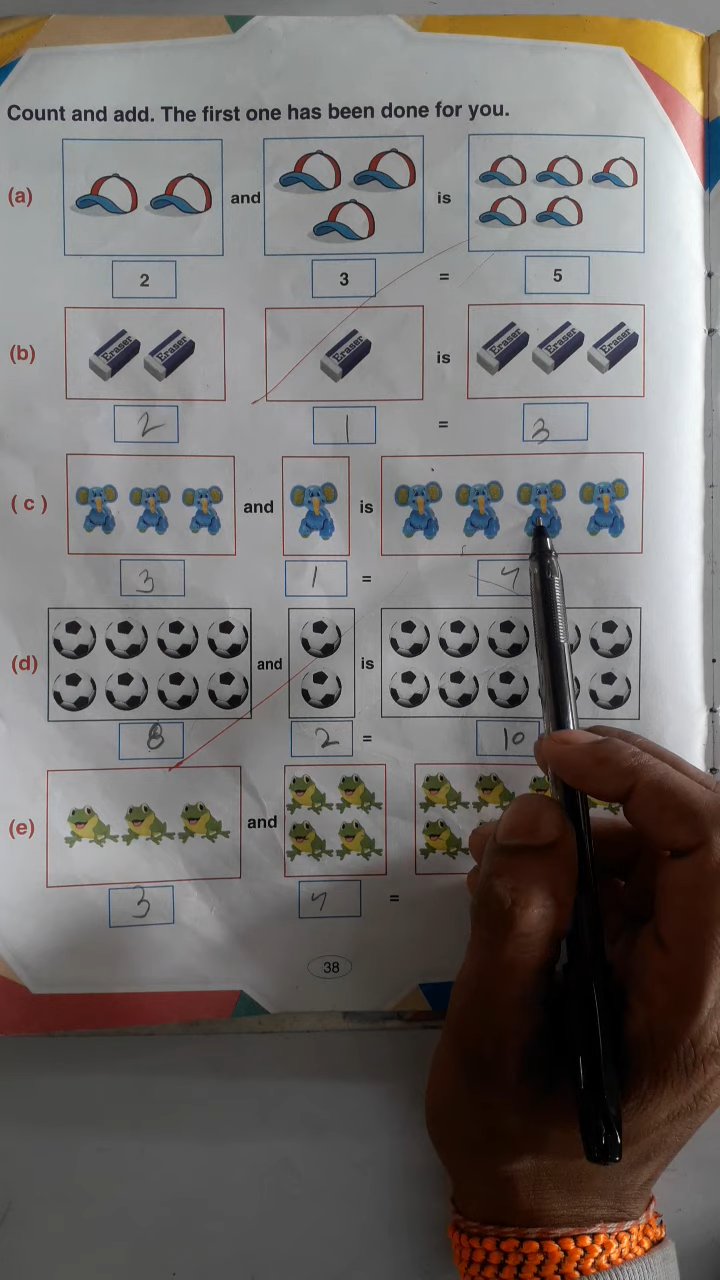 Count and add. The first one has been done for you.
(a) and is
2 3 = 5
(b) Eraser Eraser Eraser is Eraser Eraser Eraser
2 1 = 3
(c) and is
3 1 = 4
(d) and is
8 2 = 10
(e) and
3 4 =
38